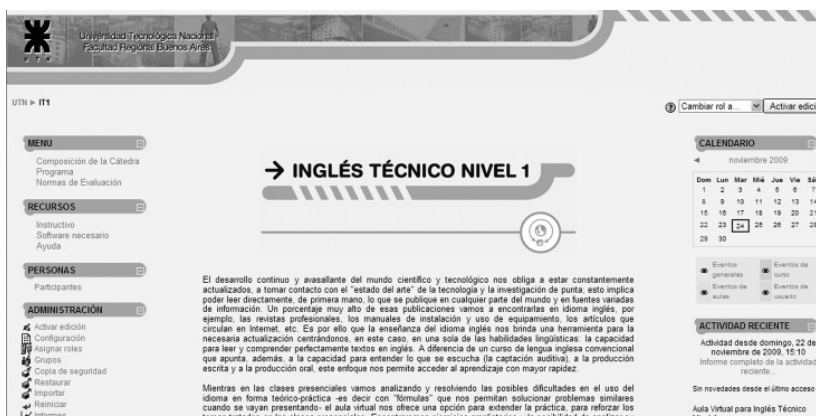 Universidad Tecnológica Nacional -
Facultad Regional Buenos Aires
U T N
UTN ► IT1
Cambiar rol a...
Activar edici
MENU
Composición de la Cátedra
Programa
Normas de Evaluación
RECURSOS
Instructivo
Software necesario
Ayuda
PERSONAS
Participantes
ADMINISTRACIÓN
Activar edición
Configuración
Asignar roles
Grupos
Copia de seguridad
Restaurar
Importar
Reiniciar
Informes
→ INGLÉS TÉCNICO NIVEL 1
El desarrollo continuo y avasallante del mundo científico y tecnológico nos obliga a estar constantemente
actualizados, a tomar contacto con el "estado del arte" de la tecnología y la investigación de punta; esto implica
poder leer directamente, de primera mano, lo que se publique en cualquier parte del mundo y en fuentes variadas
de información. Un porcentaje muy alto de esas publicaciones vamos a encontrarlas en idioma inglés, por
ejemplo, las revistas profesionales, los manuales de instalación y uso de equipamiento, los artículos que
circulan en Internet, etc. Es por ello que la enseñanza del idioma inglés nos brinda una herramienta para la
necesaria actualización centrándonos, en este caso, en una sola de las habilidades lingüísticas: la capacidad
para leer y comprender perfectamente textos en inglés. A diferencia de un curso de lengua inglesa convencional
que apunta, además, a la capacidad para entender lo que se escucha (la captación auditiva), a la producción
escrita y a la producción oral, este enfoque nos permite acceder al aprendizaje con mayor rapidez.
Mientras en las clases presenciales vamos analizando y resolviendo las posibles dificultades en el uso del
idioma en forma teórico-práctica -es decir con "fórmulas" que nos permitan solucionar problemas similares
cuando se vayan presentando- el aula virtual nos ofrece una opción para extender la práctica, para reforzar los
CALENDARIO
◄ noviembre 2009
Dom Lun Mar Mié Jue Vie Sáb
1 2 3 4 5 6 7
8 9 10 11 12 13 14
15 16 17 18 19 20 21
22 23 24 25 26 27 28
29 30
Eventos generales
Eventos de curso
Eventos de aulas
Eventos de usuario
ACTIVIDAD RECIENTE
Actividad desde domingo, 22 de
noviembre de 2009, 15:10
Informe completo de la actividad
reciente...
Sin novedades desde el último acceso
Aula Virtual para Inglés Técnico